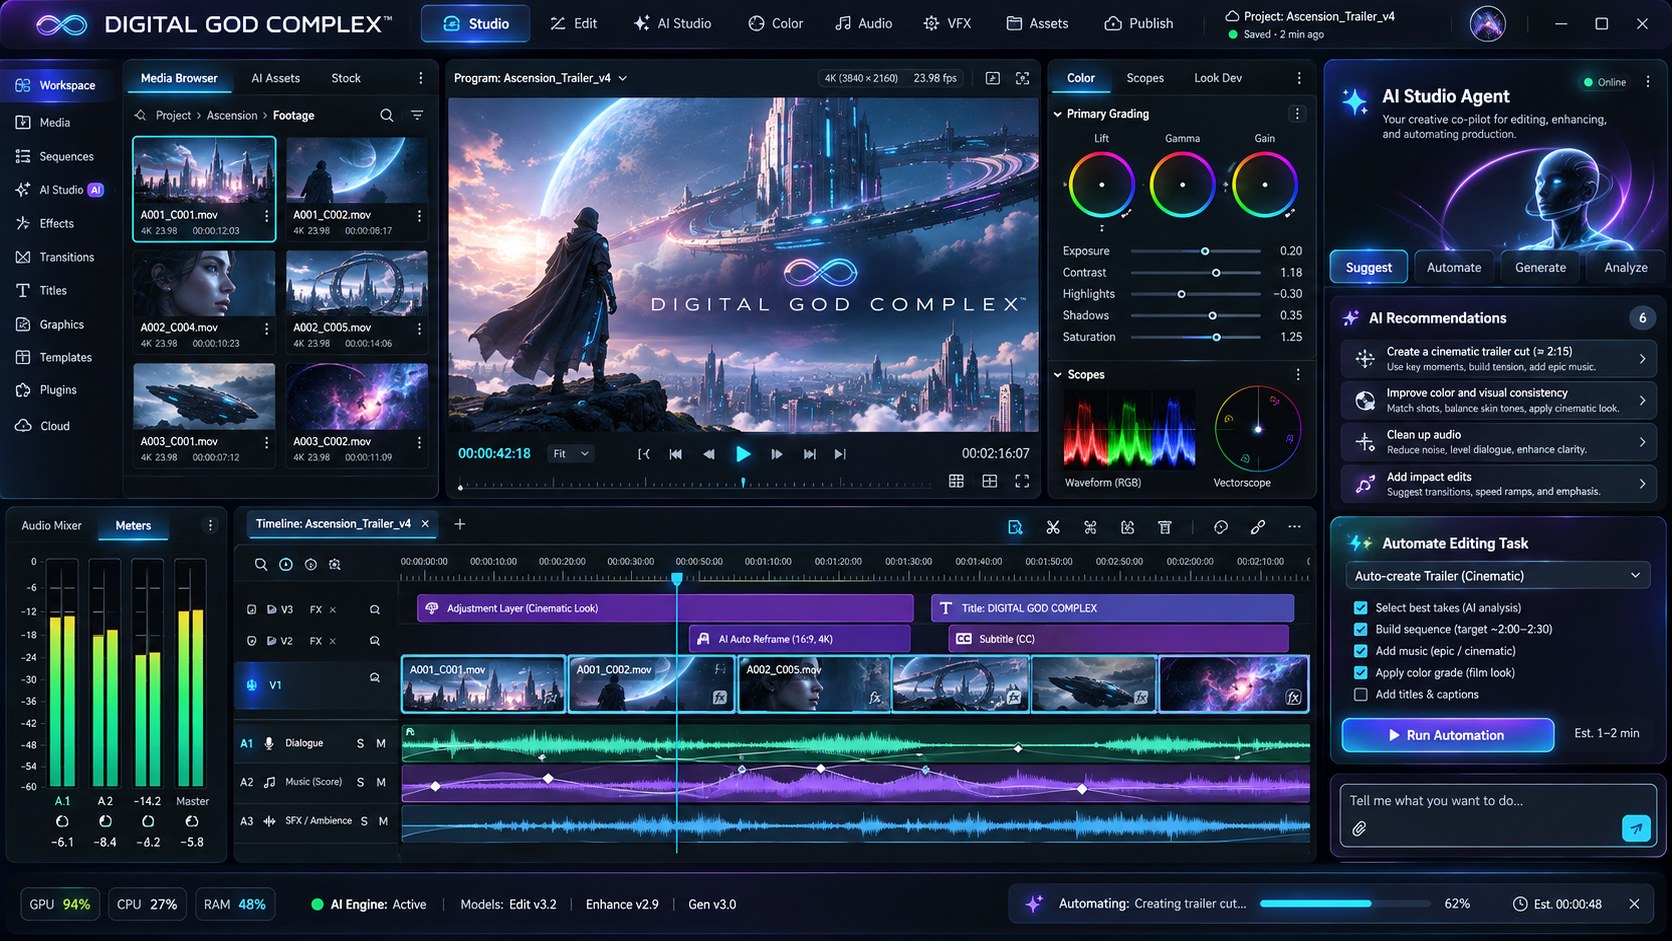 DIGITAL GOD COMPLEX™
Studio
Edit
AI Studio
Color
Audio
VFX
Assets
Publish
Project: Ascension_Trailer_v4
Saved • 2 min ago
Workspace
Media
Sequences
AI Studio AI
Effects
Transitions
Titles
Graphics
Templates
Plugins
Cloud
Media Browser
AI Assets
Stock
Project > Ascension > Footage
A001_C001.mov
4K 23.98 00:00:12:03
A001_C002.mov
4K 23.98 00:00:08:17
A002_C004.mov
4K 23.98 00:00:10:23
A002_C005.mov
4K 23.98 00:00:14:06
A003_C001.mov
4K 23.98 00:00:07:12
A003_C002.mov
4K 23.98 00:00:11:09
Program: Ascension_Trailer_v4
4K (3840 × 2160) 23.98 fps
DIGITAL GOD COMPLEX™
00:00:42:18
Fit
00:02:16:07
Color
Scopes
Look Dev
Primary Grading
Lift
Gamma
Gain
Exposure 0.20
Contrast 1.18
Highlights −0.30
Shadows 0.35
Saturation 1.25
Scopes
Waveform (RGB)
Vectorscope
Online
AI Studio Agent
Your creative co-pilot for editing, enhancing,
and automating production.
Suggest
Automate
Generate
Analyze
AI Recommendations 6
Create a cinematic trailer cut (≈ 2:15)
Use key moments, build tension, add epic music.
Improve color and visual consistency
Match shots, balance skin tones, apply cinematic look.
Clean up audio
Reduce noise, level dialogue, enhance clarity.
Add impact edits
Suggest transitions, speed ramps, and emphasis.
Automate Editing Task
Auto-create Trailer (Cinematic)
Select best takes (AI analysis)
Build sequence (target ~2:00–2:30)
Add music (epic / cinematic)
Apply color grade (film look)
Add titles & captions
Run Automation
Est. 1–2 min
Tell me what you want to do...
Audio Mixer
Meters
0
-6
-12
-18
-24
-30
-36
-42
-48
-54
-60
A.1
A.2
-14.2
Master
-6.1
-8.4
-5.8
Timeline: Ascension_Trailer_v4 ×
00:00:00:00
00:00:10:00
00:00:20:00
00:00:30:00
00:00:50:00
00:01:10:00
00:01:20:00
00:01:30:00
00:01:40:00
00:01:50:00
00:02:50:00
00:02:10:00
V3 FX ×
Adjustment Layer (Cinematic Look)
Title: DIGITAL GOD COMPLEX
V2 FX ×
AI Auto Reframe (16:9, 4K)
CC Subtitle (CC)
V1
A001_C001.mov
A001_C002.mov
A002_C005.mov
A1 Dialogue S M
A2 Music (Score) S M
A3 SFX / Ambience S M
GPU 94%
CPU 27%
RAM 48%
AI Engine: Active
Models: Edit v3.2
Enhance v2.9
Gen v3.0
Automating: Creating trailer cut...
62%
Est. 00:00:48